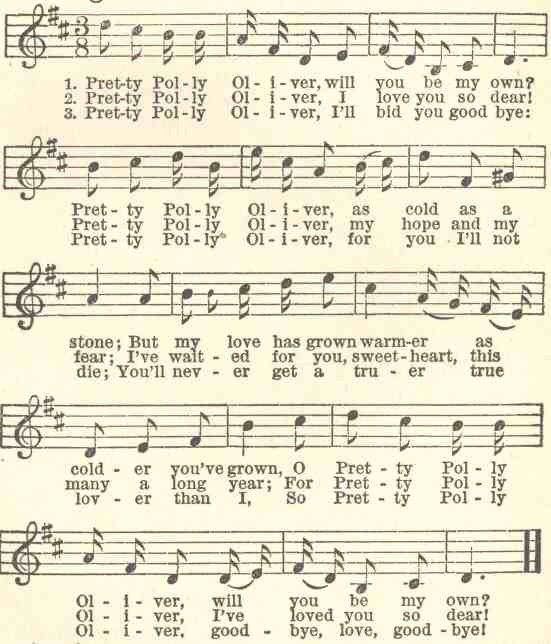 3
8
1. Pret-ty Pol-ly Ol - i - ver, will you be my own?
2. Pret-ty Pol-ly Ol - i - ver, I love you so dear!
3. Pret-ty Pol-ly Ol - i - ver, I'll bid you good bye:
Pret - ty Pol - ly Ol - i - ver, as cold as a
Pret - ty Pol - ly Ol - i - ver, my hope and my
Pret - ty Pol - ly Ol - i - ver, for you I'll not
stone; But my love has grown warm-er as
fear; I've wait - ed for you, sweet-heart, this
die; You'll nev - er get a tru - er true
cold - er you've grown, O Pret - ty Pol - ly
many a long year; For Pret - ty Pol - ly
lov - er than I, So Pret - ty Pol - ly
Ol - i - ver, will you be my own?
Ol - i - ver, I've loved you so dear!
Ol - i - ver, good - bye, love, good - bye!